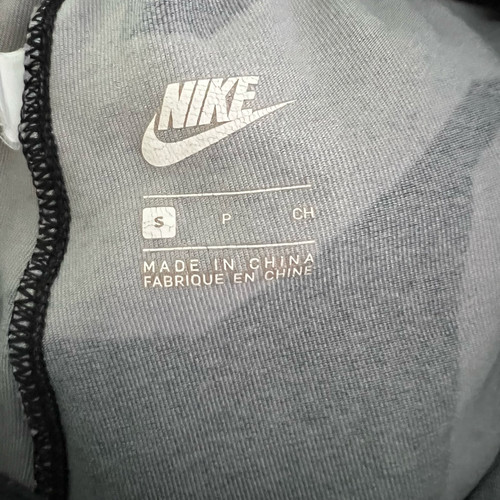 NIKE
S P CH
MADE IN CHINA
FABRIQUE EN CHINE